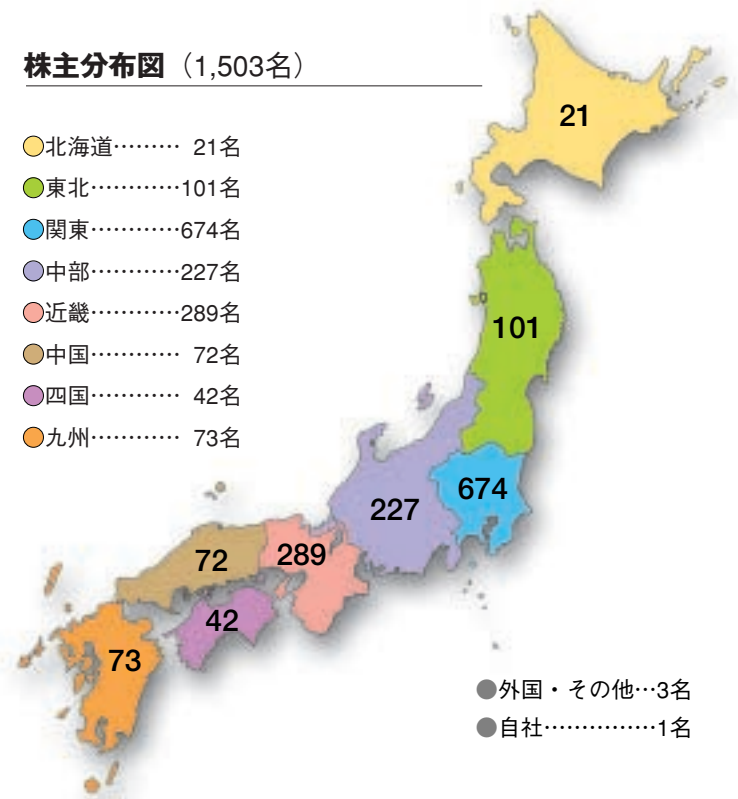 株主分布図（1,503名）
●北海道……… 21名
●東北…………101名
●関東…………674名
●中部…………227名
●近畿…………289名
●中国………… 72名
●四国………… 42名
●九州………… 73名
21
101
674
227
289
72
42
73
●外国・その他…3名
●自社……………1名